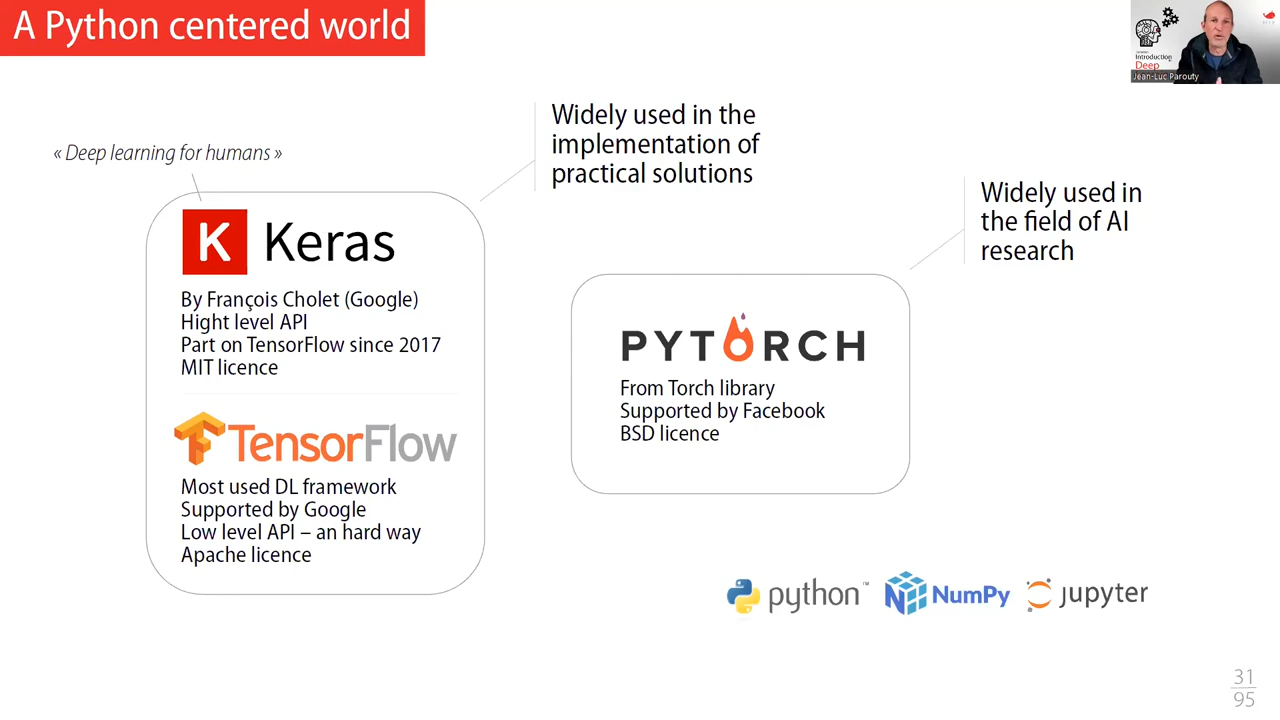 A Python centered world
Introduction
Deep
Jean-Luc Parouty
« Deep learning for humans »
Widely used in the
implementation of
practical solutions
Widely used in
the field of AI
research
K Keras
By François Cholet (Google)
Hight level API
Part on TensorFlow since 2017
MIT licence
TensorFlow
Most used DL framework
Supported by Google
Low level API – an hard way
Apache licence
PYTORCH
From Torch library
Supported by Facebook
BSD licence
python™
NumPy
jupyter
31
95